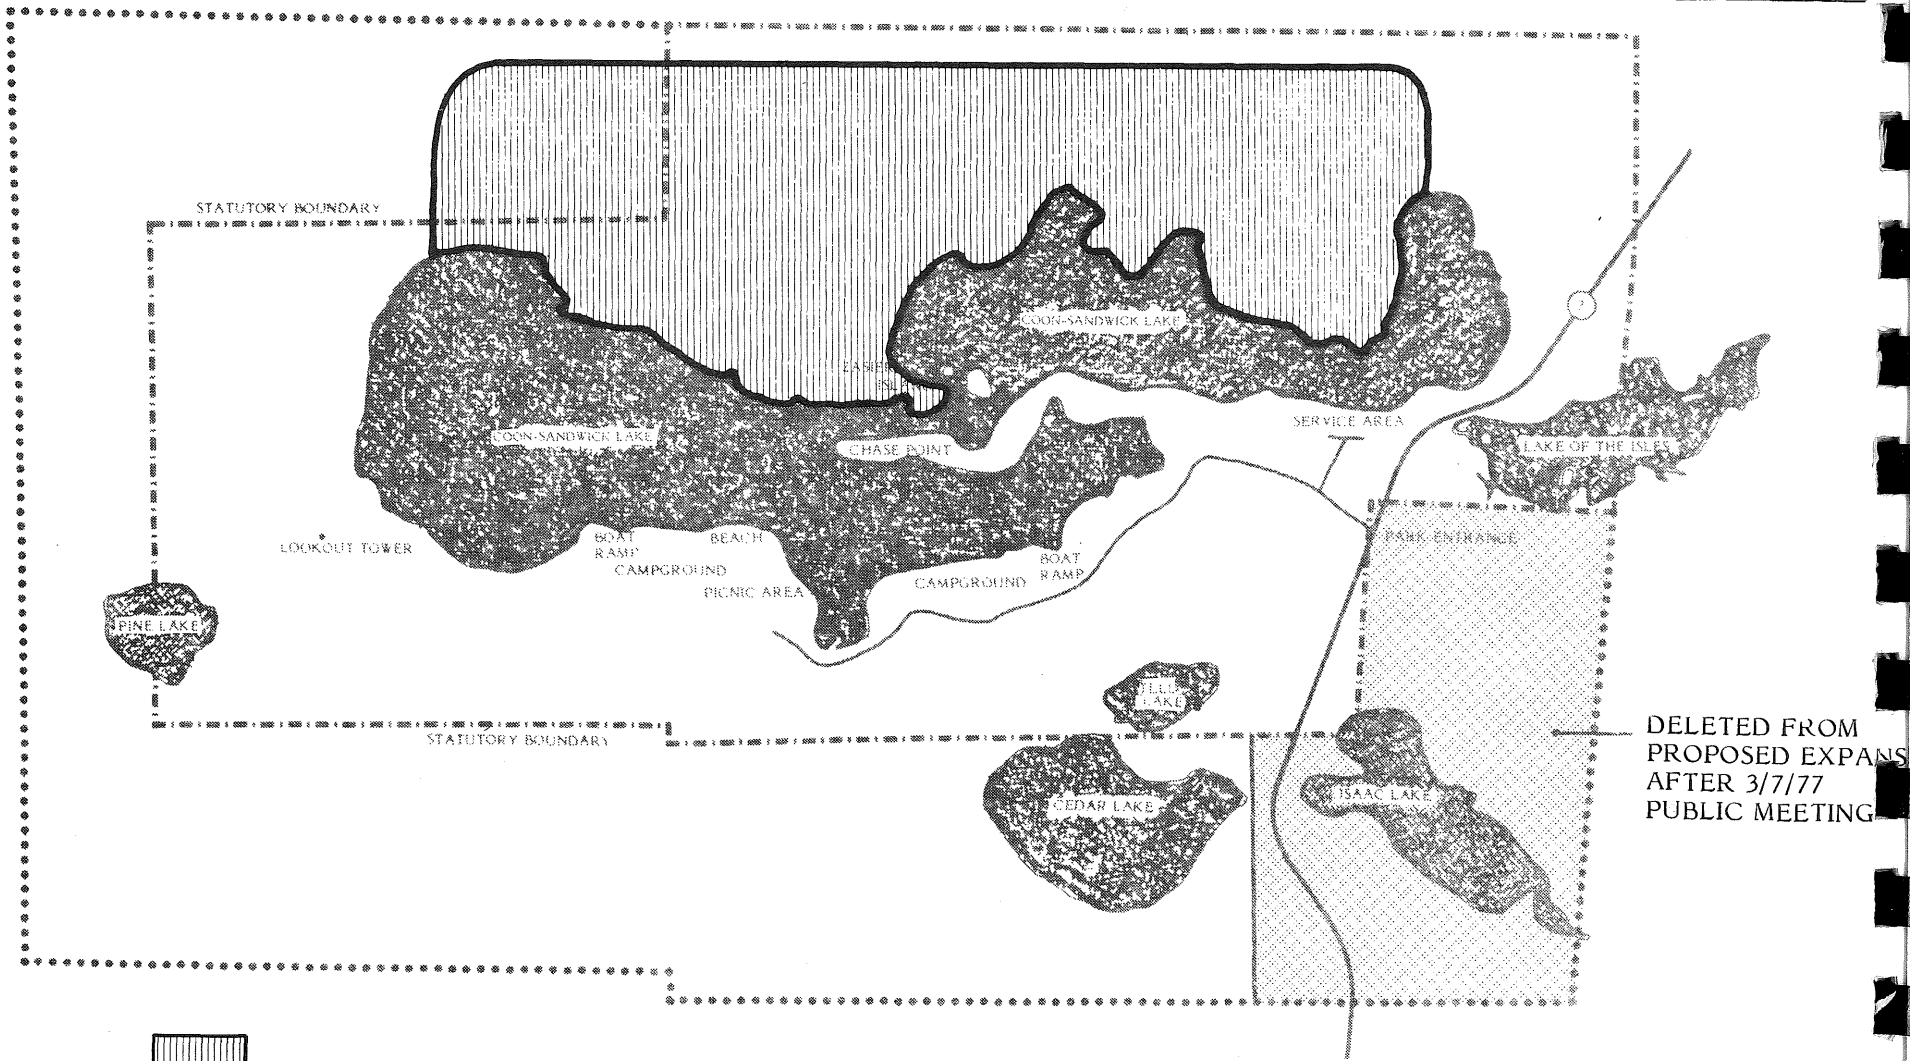 STATUTORY BOUNDARY
COON-SANDWICK LAKE
SERVICE AREA
COON-SANDWICK LAKE
CHASE POINT
LAKE OF THE ISLES
LOOKOUT TOWER
BOAT
RAMP
BEACH
PARK ENTRANCE
CAMPGROUND
BOAT
RAMP
CAMPGROUND
PICNIC AREA
PINE LAKE
LAKE
STATUTORY BOUNDARY
DELETED FROM
PROPOSED EXPANS
AFTER 3/7/77
PUBLIC MEETING
ISAAC LAKE
CEDAR LAKE